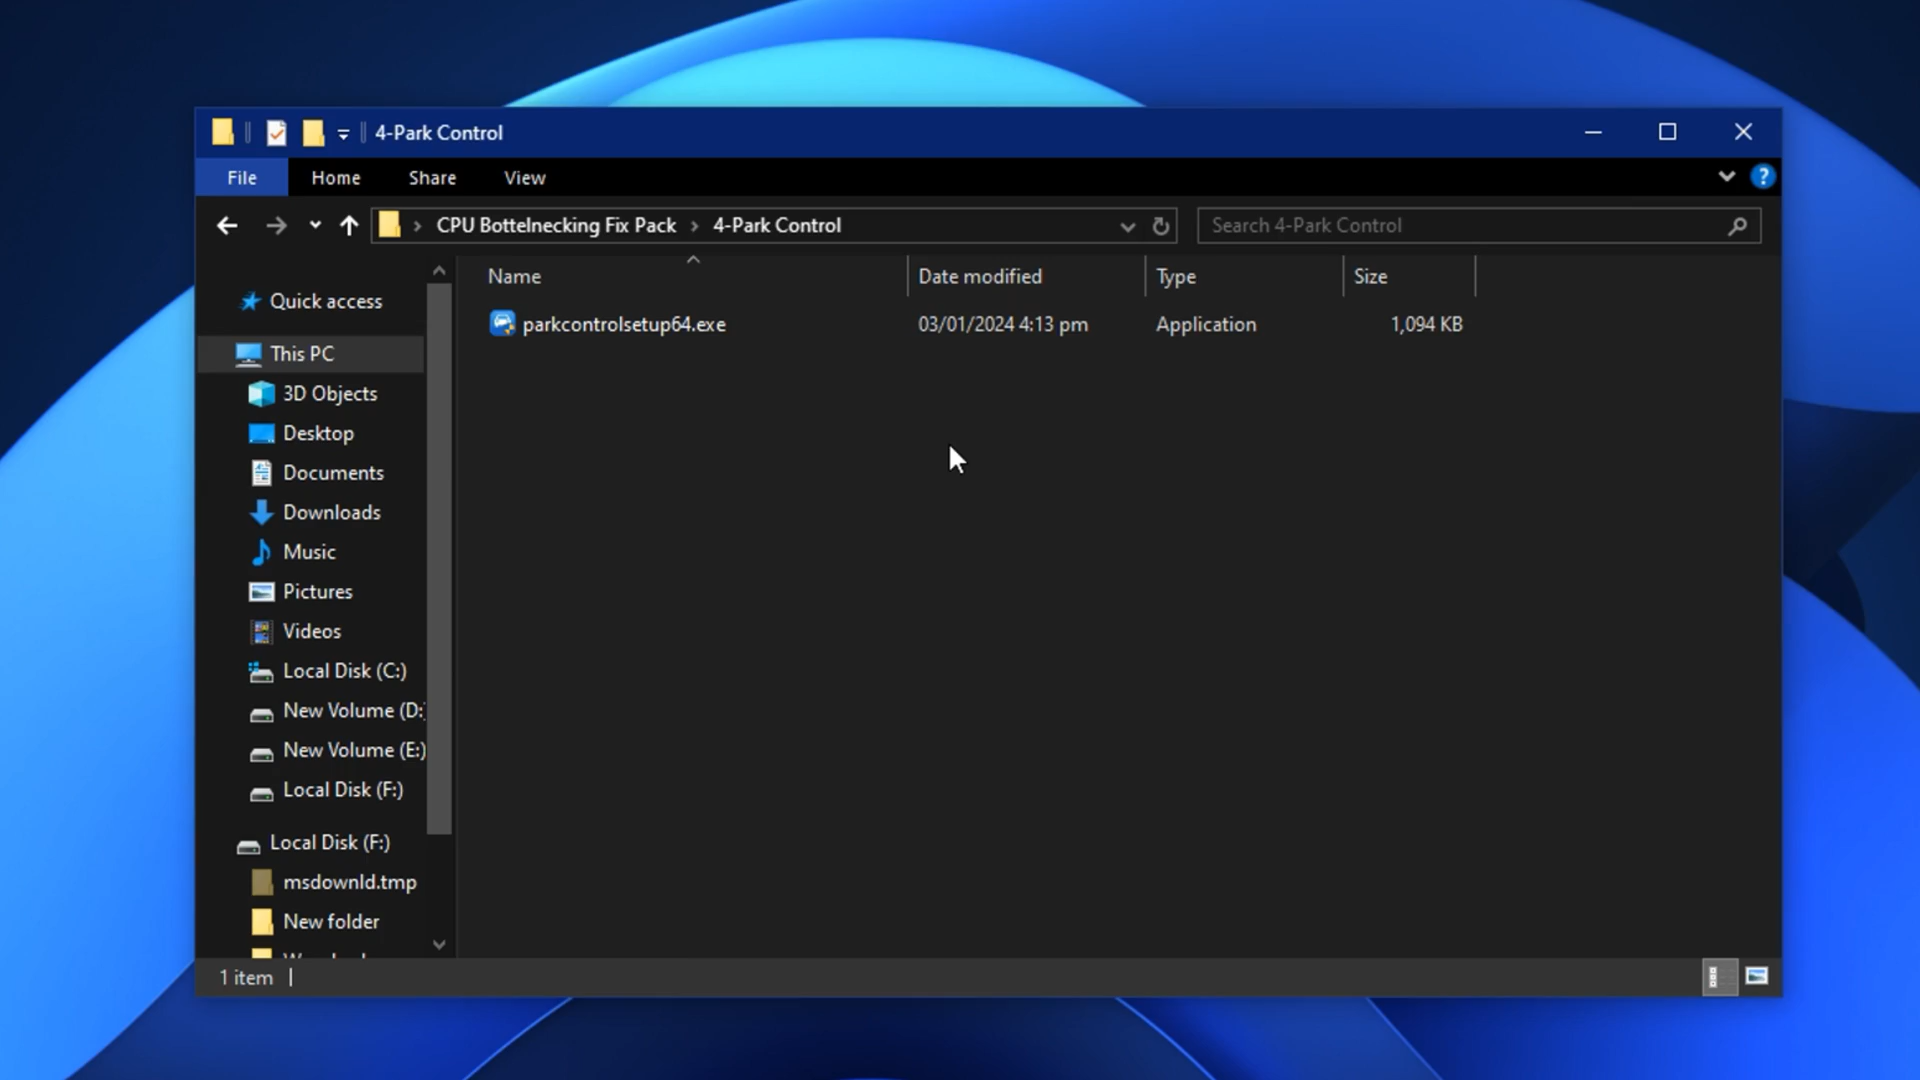 4-Park Control
File Home Share View
CPU Bottelnecking Fix Pack > 4-Park Control
Search 4-Park Control
Name Date modified Type Size
parkcontrolsetup64.exe 03/01/2024 4:13 pm Application 1,094 KB
Quick access
This PC
3D Objects
Desktop
Documents
Downloads
Music
Pictures
Videos
Local Disk (C:)
New Volume (D:
New Volume (E:)
Local Disk (F:)
Local Disk (F:)
msdownld.tmp
New folder
1 item